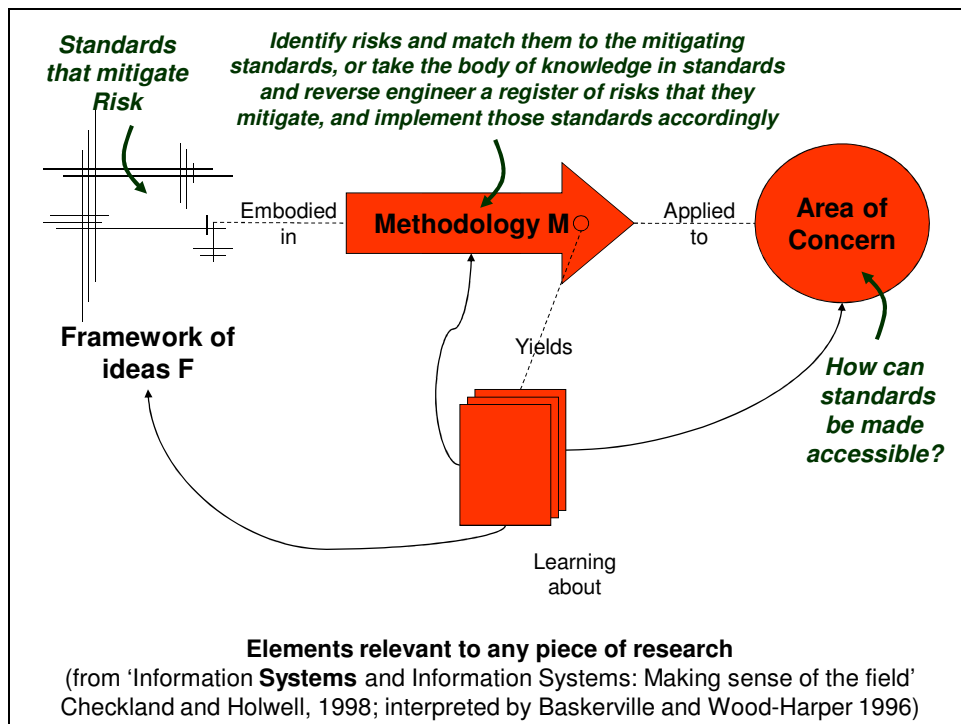 Standards
that mitigate
Risk
Identify risks and match them to the mitigating
standards, or take the body of knowledge in standards
and reverse engineer a register of risks that they
mitigate, and implement those standards accordingly
Embodied
in
Methodology M
Applied
to
Area of
Concern
Framework of
ideas F
Yields
How can
standards
be made
accessible?
Learning
about
Elements relevant to any piece of research
(from ‘Information Systems and Information Systems: Making sense of the field’
Checkland and Holwell, 1998; interpreted by Baskerville and Wood-Harper 1996)